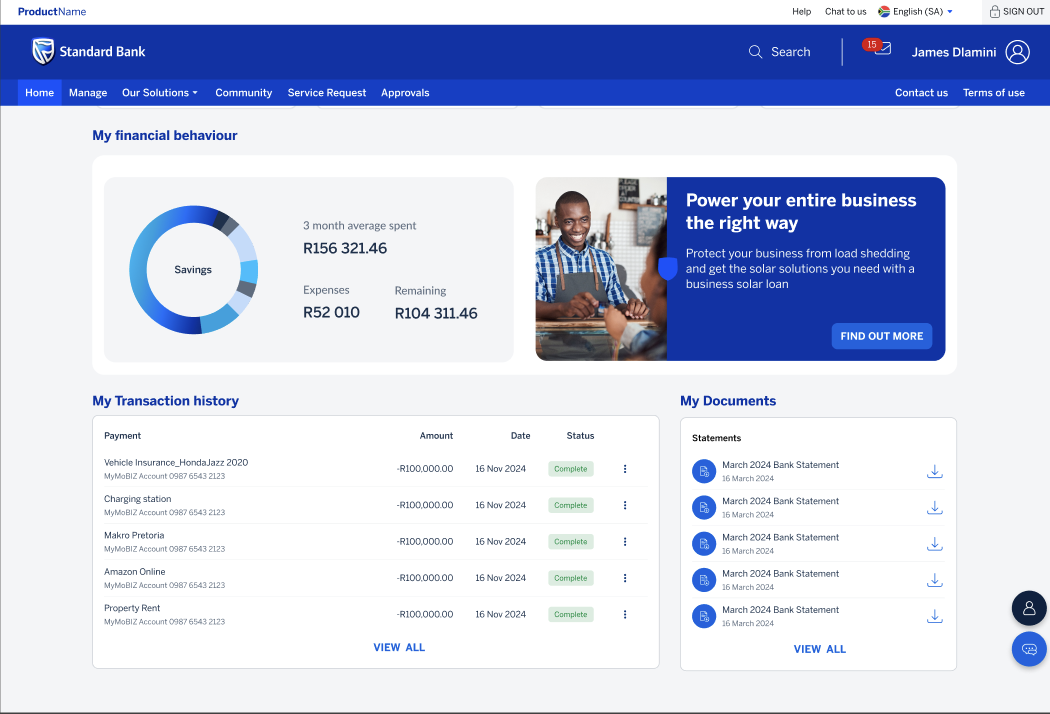 ProductName
Help
Chat to us
English (SA)
SIGN OUT
Standard Bank
Search
15
James Dlamini
Home
Manage
Our Solutions
Community
Service Request
Approvals
Contact us
Terms of use
My financial behaviour
Savings
3 month average spent
R156 321.46
Expenses
Remaining
R52 010
R104 311.46
Power your entire business
the right way
Protect your business from load shedding
and get the solar solutions you need with a
business solar loan
FIND OUT MORE
My Transaction history
Payment Amount Date Status
Vehicle Insurance_HondaJazz 2020
MyMoBIZ Account 0987 6543 2123
-R100,000.00 16 Nov 2024 Complete
Charging station
MyMoBIZ Account 0987 6543 2123
-R100,000.00 16 Nov 2024 Complete
Makro Pretoria
MyMoBIZ Account 0987 6543 2123
-R100,000.00 16 Nov 2024 Complete
Amazon Online
MyMoBIZ Account 0987 6543 2123
-R100,000.00 16 Nov 2024 Complete
Property Rent
MyMoBIZ Account 0987 6543 2123
-R100,000.00 16 Nov 2024 Complete
VIEW ALL
My Documents
Statements
March 2024 Bank Statement
16 March 2024
March 2024 Bank Statement
16 March 2024
March 2024 Bank Statement
16 March 2024
March 2024 Bank Statement
16 March 2024
March 2024 Bank Statement
16 March 2024
VIEW ALL